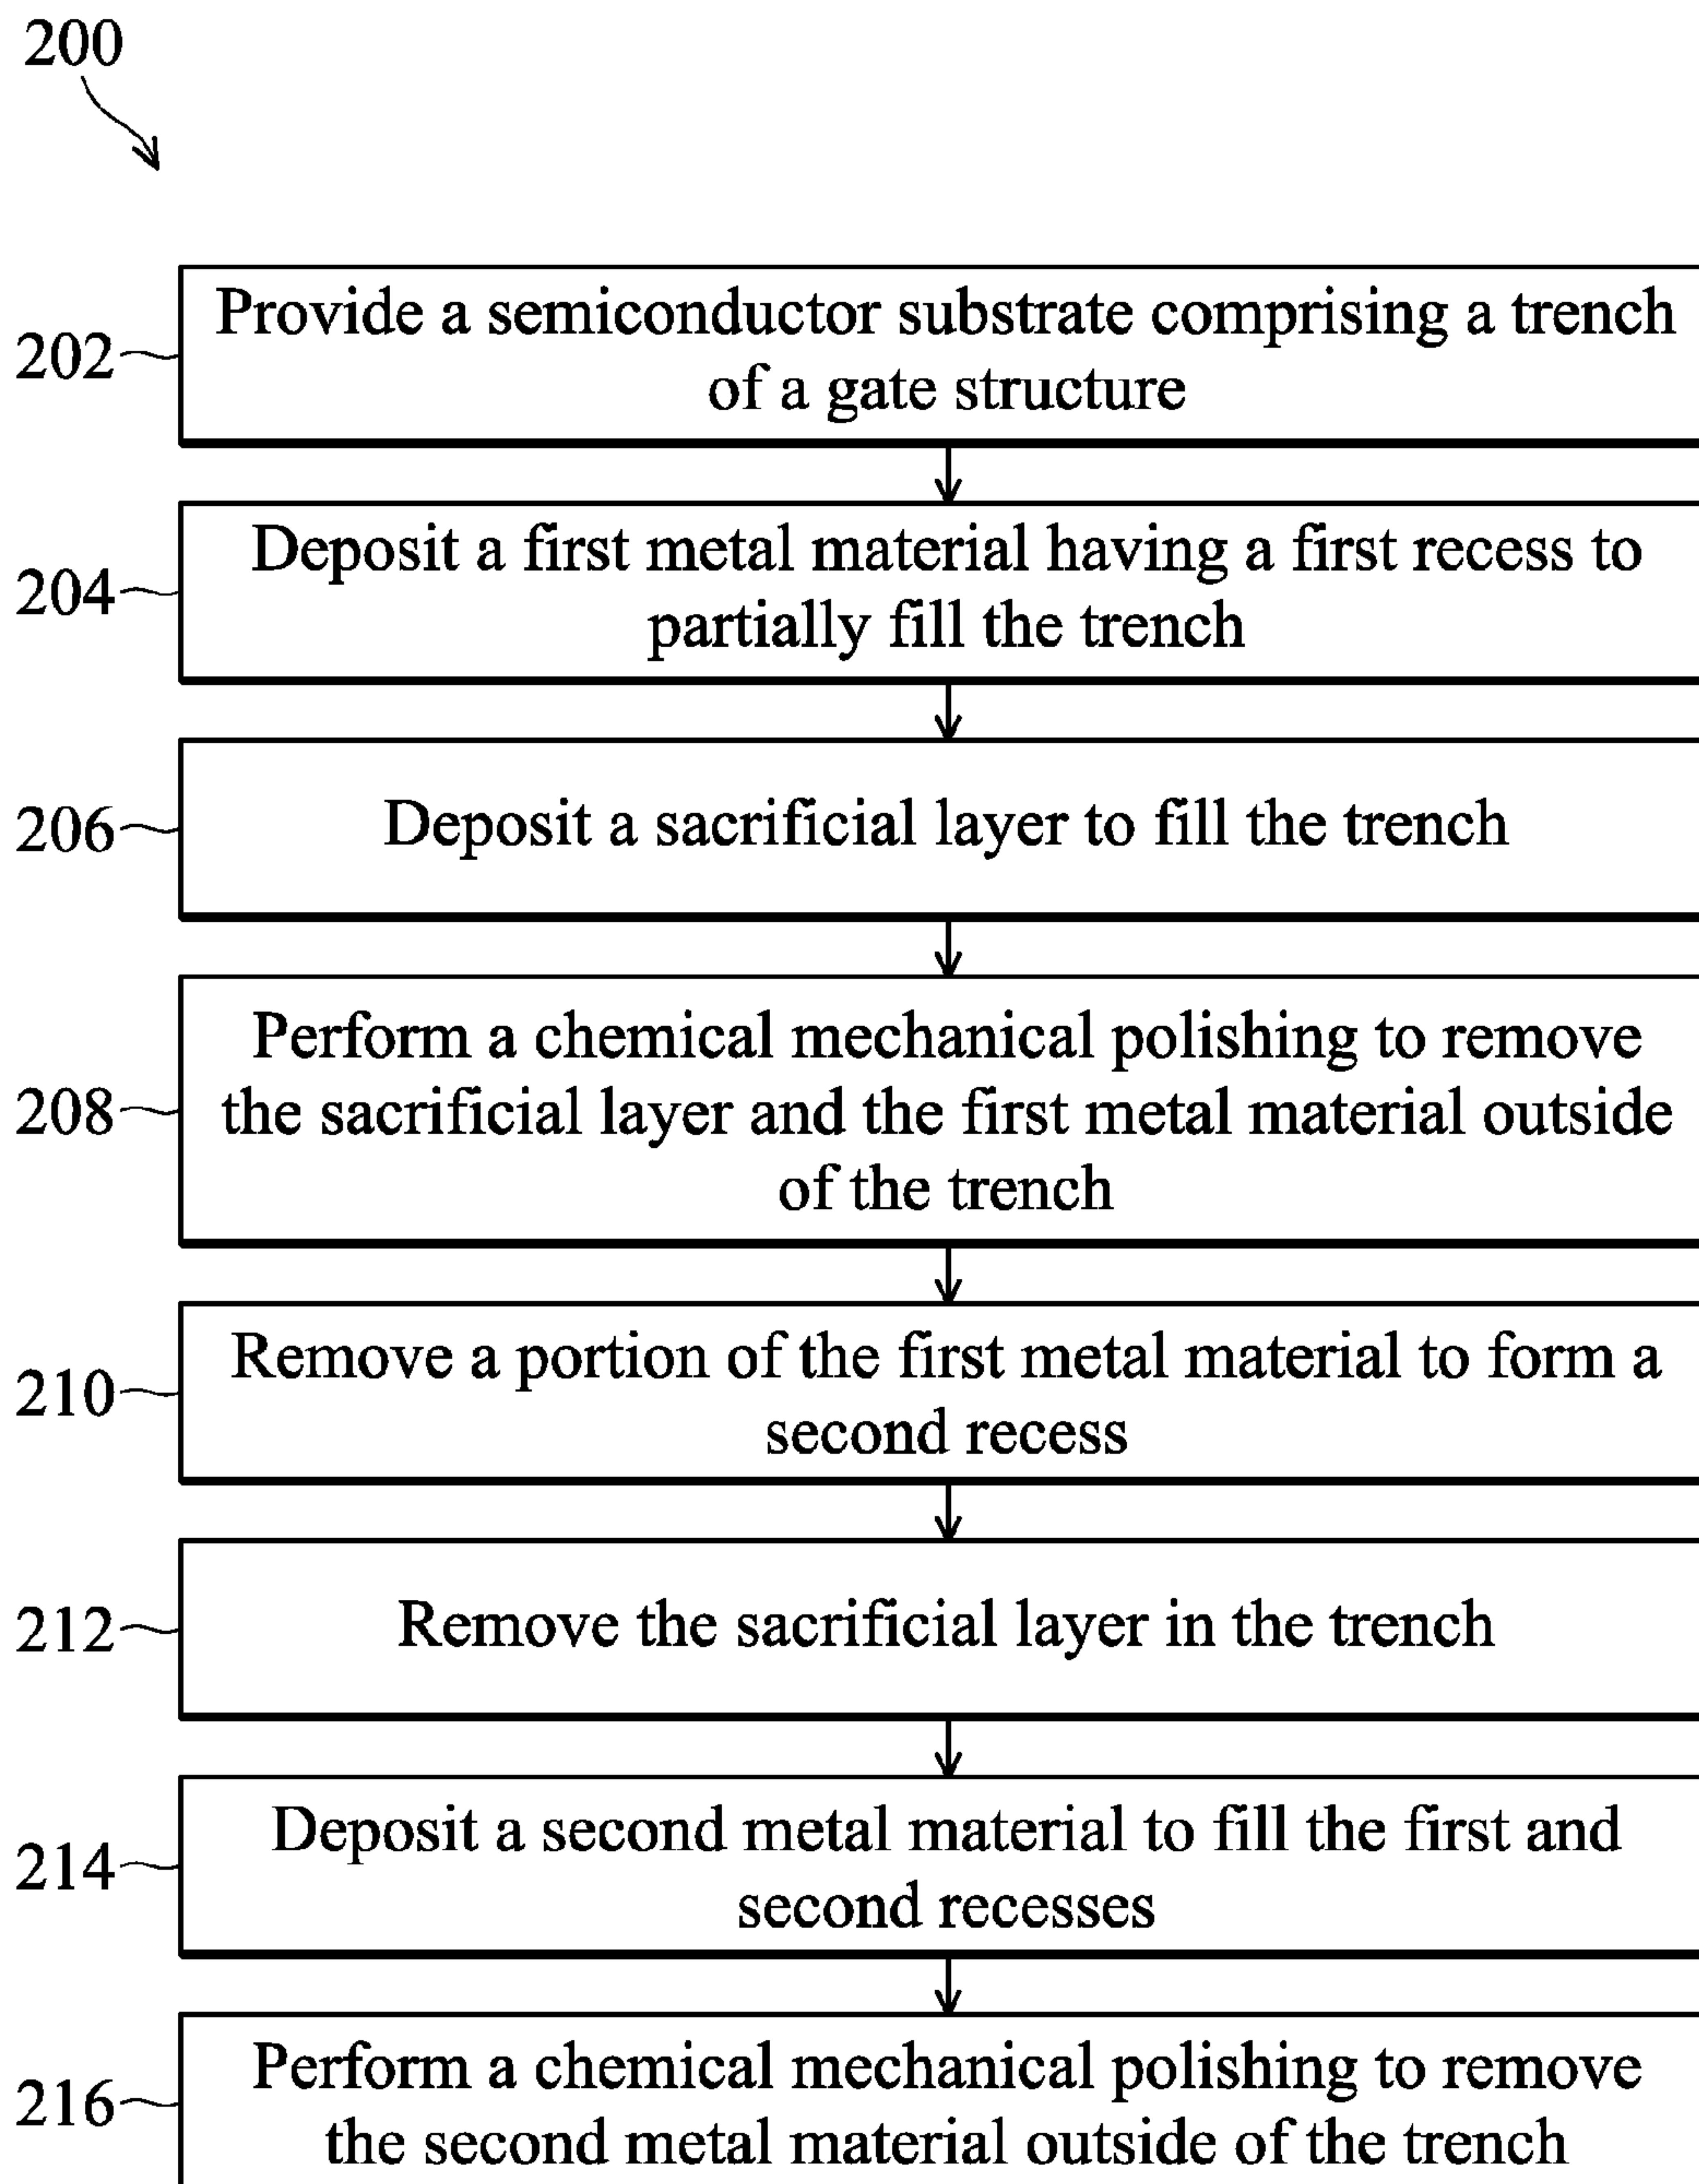 200
202
Provide a semiconductor substrate comprising a trench
of a gate structure
204
Deposit a first metal material having a first recess to
partially fill the trench
206
Deposit a sacrificial layer to fill the trench
208
Perform a chemical mechanical polishing to remove
the sacrificial layer and the first metal material outside
of the trench
210
Remove a portion of the first metal material to form a
second recess
212
Remove the sacrificial layer in the trench
214
Deposit a second metal material to fill the first and
second recesses
216
Perform a chemical mechanical polishing to remove
the second metal material outside of the trench